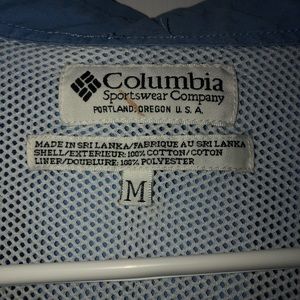 Columbia
Sportswear Company
PORTLAND, OREGON U. S. A.
MADE IN SRI LANKA/FABRIQUE AU SRI LANKA
SHELL/EXTERIEUR: 100% COTTON/COTON
LINER/DOUBLURE: 100% POLYESTER
M